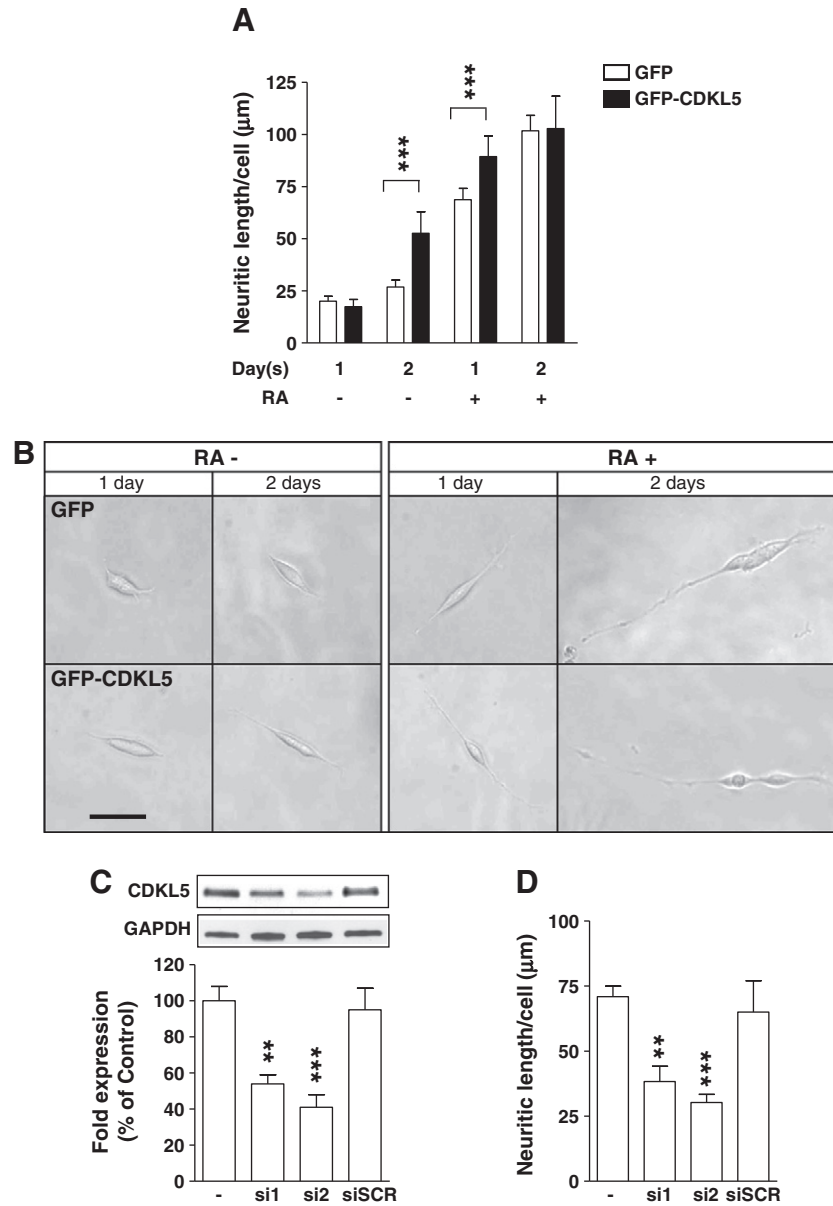 A
GFP
GFP-CDKL5
Neuritic length/cell (µm)
125
100
75
50
25
0
***
***
Day(s) 1 2 1 2
RA - - + +
B
RA - RA +
1 day 2 days 1 day 2 days
GFP
GFP-CDKL5
C
CDKL5
GAPDH
Fold expression
(% of Control)
120
100
80
60
40
20
0
**
***
- si1 si2 siSCR
D
Neuritic length/cell (µm)
100
75
50
25
0
**
***
- si1 si2 siSCR